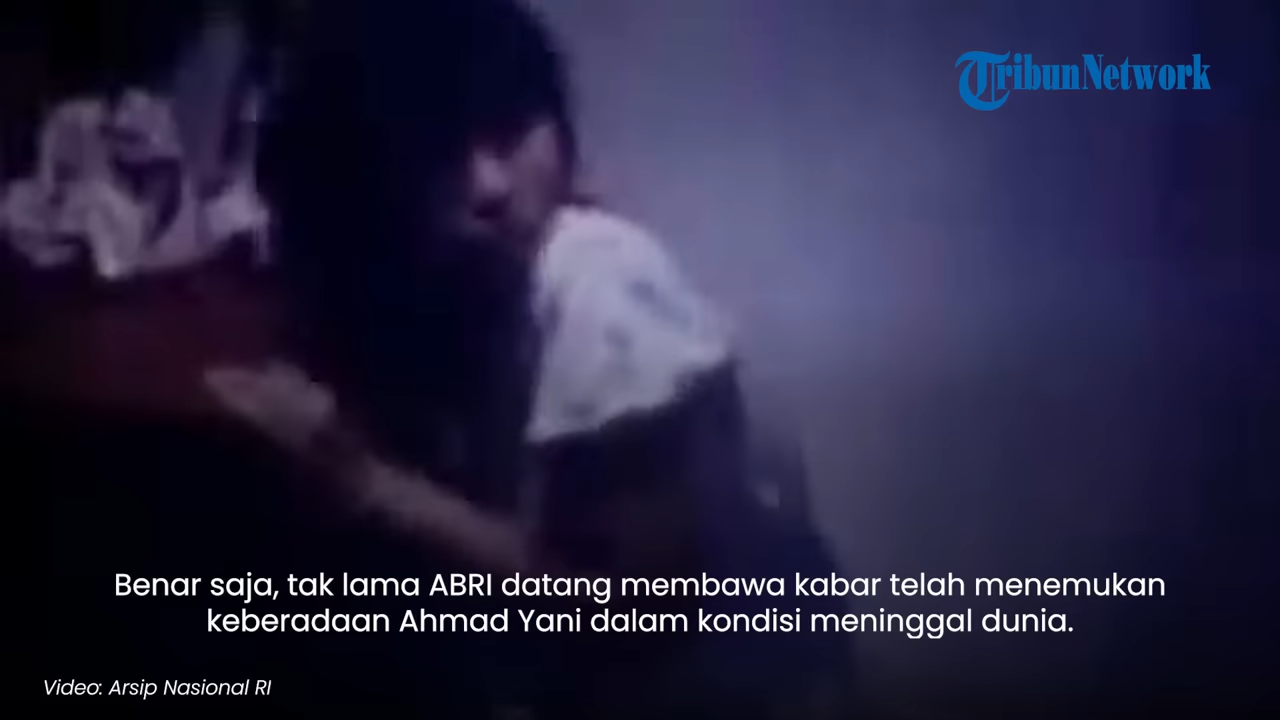 TribunNetwork
Benar saja, tak lama ABRI datang membawa kabar telah menemukan
keberadaan Ahmad Yani dalam kondisi meninggal dunia.
Video: Arsip Nasional RI